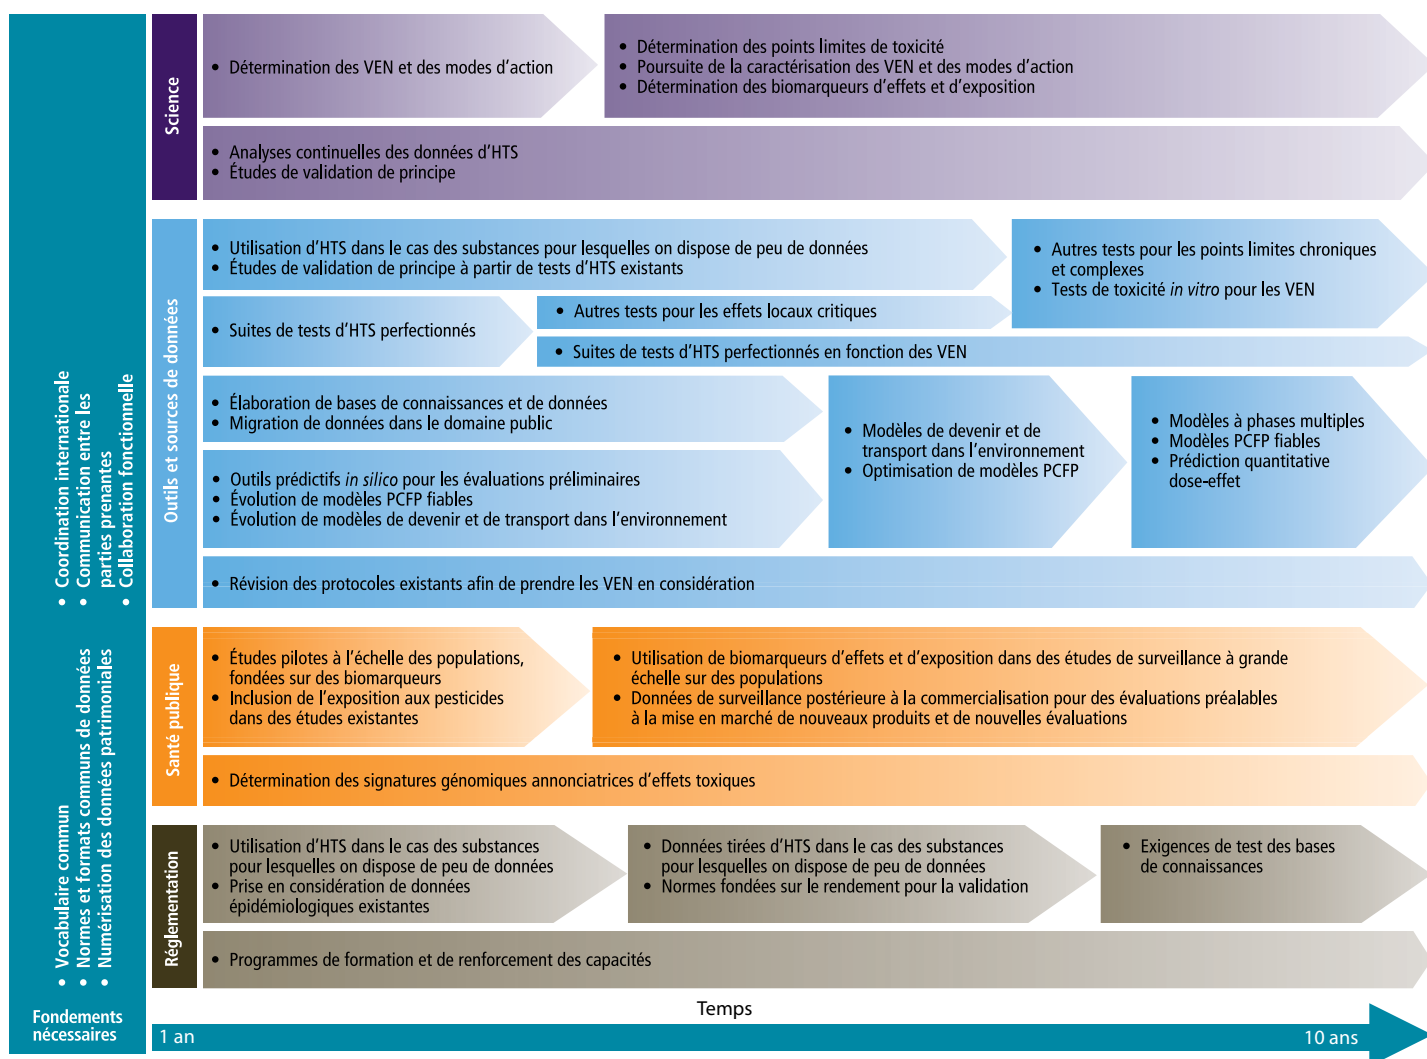 • Coordination internationale
• Communication entre les
parties prenantes
• Collaboration fonctionnelle
• Vocabulaire commun
• Normes et formats communs de données
• Numérisation des données patrimoniales
Fondements
nécessaires
Science
• Détermination des VEN et des modes d'action
• Détermination des points limites de toxicité
• Poursuite de la caractérisation des VEN et des modes d'action
• Détermination des biomarqueurs d'effets et d'exposition
• Analyses continuelles des données d'HTS
• Études de validation de principe
Outils et sources de données
• Utilisation d'HTS dans le cas des substances pour lesquelles on dispose de peu de données
• Études de validation de principe à partir de tests d'HTS existants
• Autres tests pour les points limites chroniques
et complexes
• Tests de toxicité in vitro pour les VEN
• Suites de tests d'HTS perfectionnés
• Autres tests pour les effets locaux critiques
• Suites de tests d'HTS perfectionnés en fonction des VEN
• Élaboration de bases de connaissances et de données
• Migration de données dans le domaine public
• Outils prédictifs in silico pour les évaluations préliminaires
• Évolution de modèles PCFP fiables
• Évolution de modèles de devenir et de transport dans l'environnement
• Modèles de devenir et de
transport dans l'environnement
• Optimisation de modèles PCFP
• Modèles à phases multiples
• Modèles PCFP fiables
• Prédiction quantitative
dose-effet
• Révision des protocoles existants afin de prendre les VEN en considération
Santé publique
• Études pilotes à l'échelle des populations,
fondées sur des biomarqueurs
• Inclusion de l'exposition aux pesticides
dans des études existantes
• Utilisation de biomarqueurs d'effets et d'exposition dans des études de surveillance à grande
échelle sur des populations
• Données de surveillance postérieure à la commercialisation pour des évaluations préalables
à la mise en marché de nouveaux produits et de nouvelles évaluations
• Détermination des signatures génomiques annonciatrices d'effets toxiques
Réglementation
• Utilisation d'HTS dans le cas des substances
pour lesquelles on dispose de peu de données
• Prise en considération de données
épidémiologiques existantes
• Données tirées d'HTS dans le cas des substances
pour lesquelles on dispose de peu de données
• Normes fondées sur le rendement pour la validation
• Exigences de test des bases
de connaissances
• Programmes de formation et de renforcement des capacités
Temps
1 an
10 ans